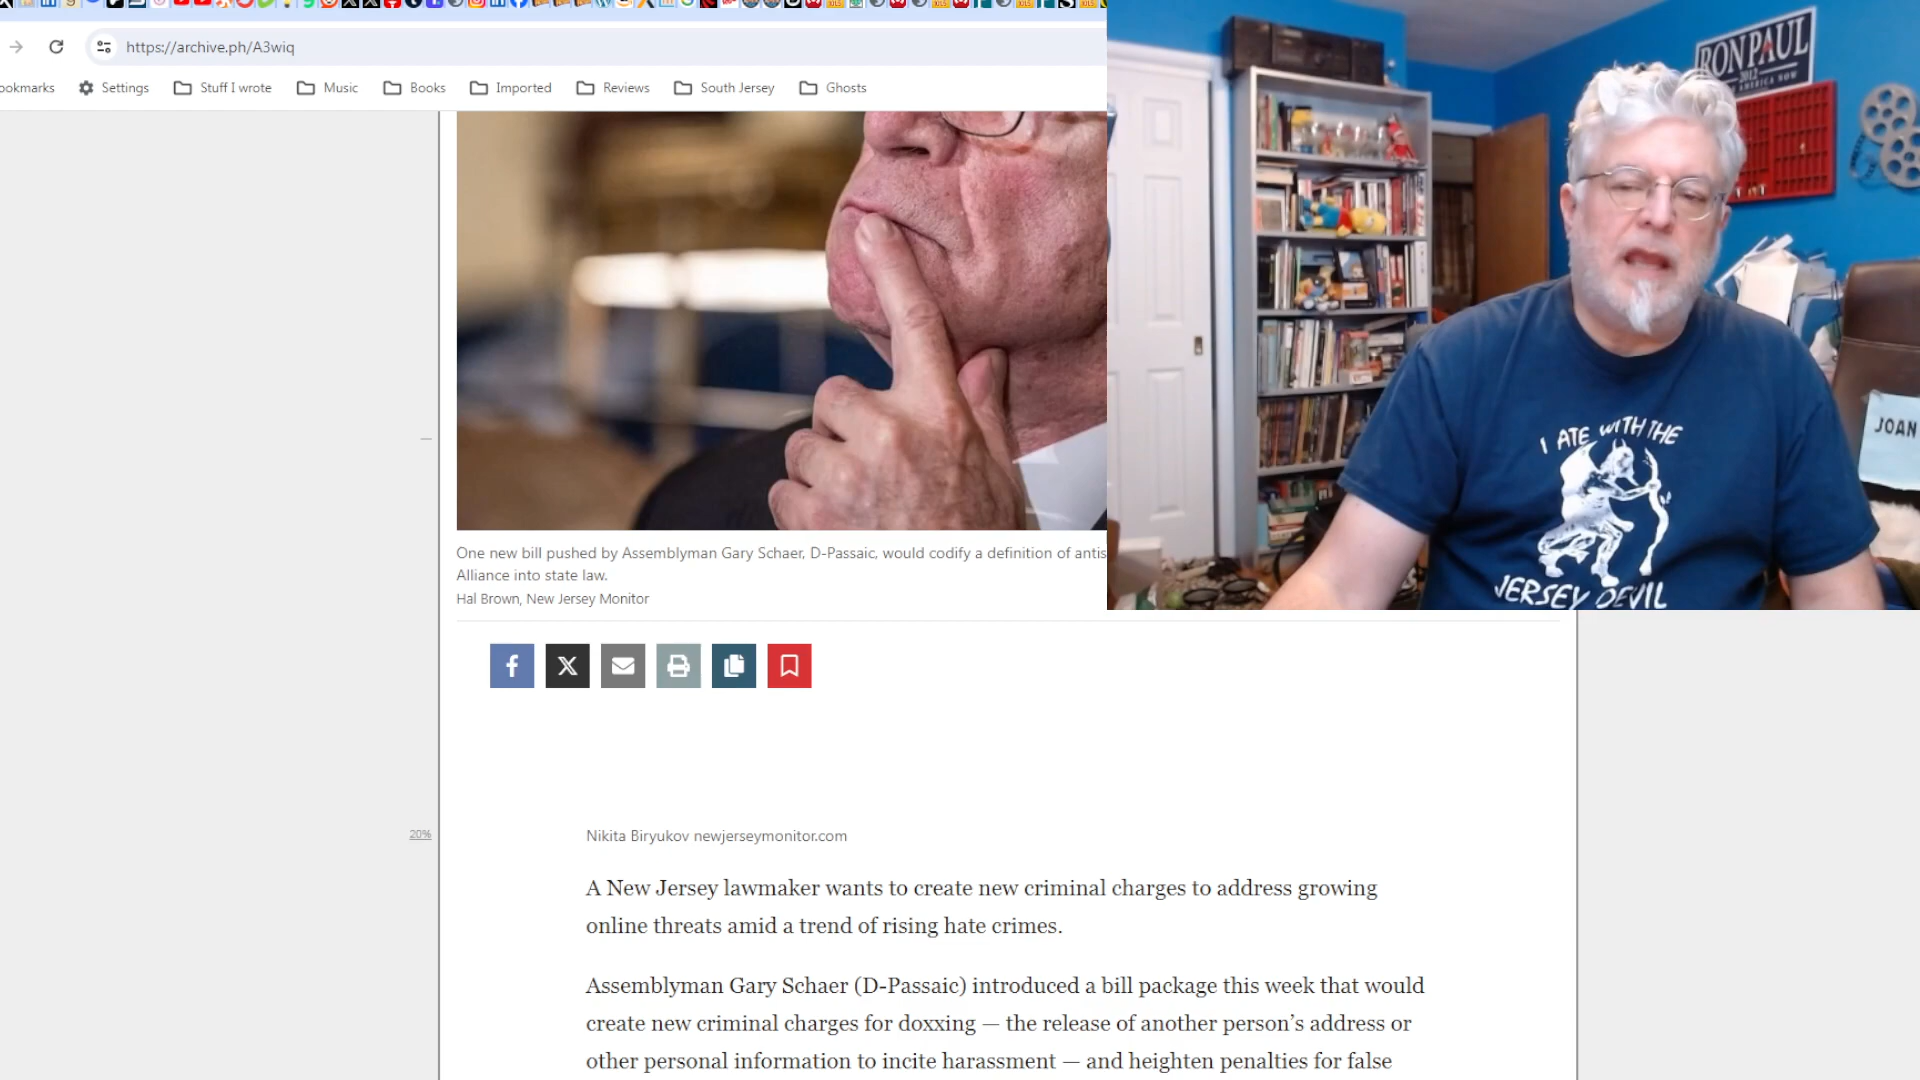 https://archive.ph/A3wiq
ookmarks Settings Stuff I wrote Music Books Imported Reviews South Jersey Ghosts
RON PAUL
2012
AMERICA NOW
I ATE WITH THE
JERSEY DEVIL
JOAN
One new bill pushed by Assemblyman Gary Schaer, D-Passaic, would codify a definition of antis
Alliance into state law.
Hal Brown, New Jersey Monitor
20%
Nikita Biryukov newjerseymonitor.com
A New Jersey lawmaker wants to create new criminal charges to address growing
online threats amid a trend of rising hate crimes.
Assemblyman Gary Schaer (D-Passaic) introduced a bill package this week that would
create new criminal charges for doxxing — the release of another person’s address or
other personal information to incite harassment — and heighten penalties for false